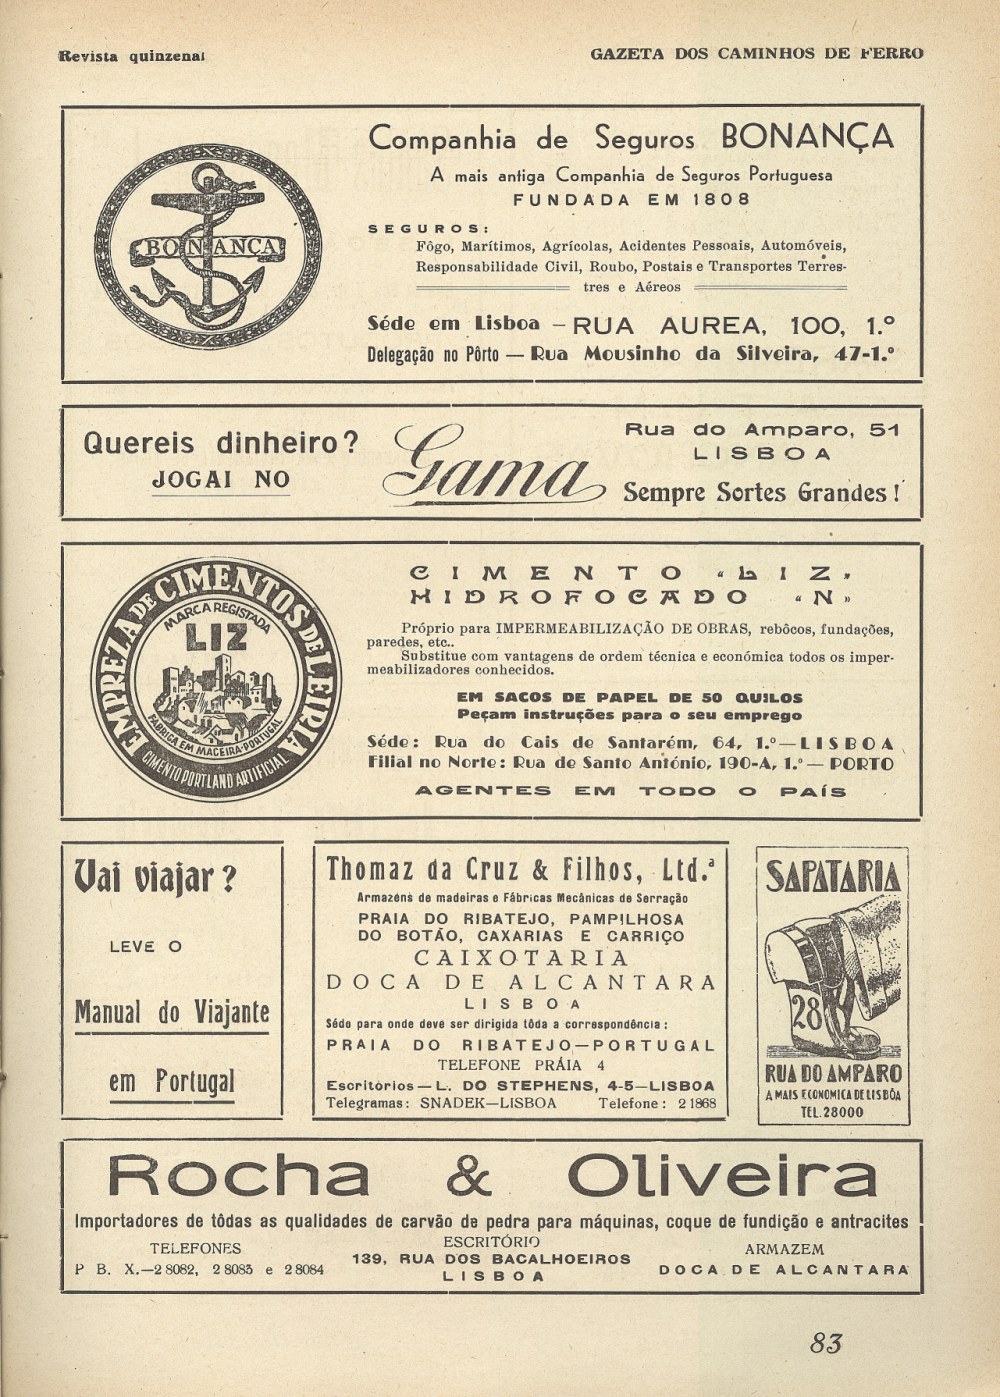 Revista quinzenal
GAZETA DOS CAMINHOS DE FERRO
BONANÇA
Companhia de Seguros BONANÇA
A mais antiga Companhia de Seguros Portuguesa
FUNDADA EM 1808
SEGUROS:
Fôgo, Marítimos, Agrícolas, Acidentes Pessoais, Automóveis,
Responsabilidade Civil, Roubo, Postais e Transportes Terres-
tres e Aéreos
Séde em Lisboa – RUA AUREA, 100, 1.º
Delegação no Pôrto — Rua Mousinho da Silveira, 47-1.º
Quereis dinheiro?
JOGAI NO
Gama
Rua do Amparo, 51
LISBOA
Sempre Sortes Grandes!
EMPREZA DE CIMENTOS DE LEIRIA
MARCA REGISTADA
LIZ
FABRICA EM MACEIRA-PORTUGAL
CIMENTO PORTLAND ARTIFICIAL
CIMENTO «LIZ»
HIDROFOCADO «N»
Próprio para IMPERMEABILIZAÇÃO DE OBRAS, rebôcos, fundações,
paredes, etc..
Substitue com vantagens de ordem técnica e económica todos os imper-
meabilizadores conhecidos.
EM SACOS DE PAPEL DE 50 QUILOS
Peçam instruções para o seu emprego
Séde: Rua do Cais de Santarém, 64, 1.º—LISBOA
Filial no Norte: Rua de Santo António, 190-A, 1.º— PORTO
AGENTES EM TODO O PAÍS
Vai viajar?
LEVE O
Manual do Viajante
em Portugal
Thomaz da Cruz & Filhos, Ltd.ª
Armazéns de madeiras e Fábricas Mecânicas de Serração
PRAIA DO RIBATEJO, PAMPILHOSA
DO BOTÃO, CAXARIAS E CARRIÇO
CAIXOTARIA
DOCA DE ALCANTARA
LISBOA
Séde para onde deve ser dirigida tôda a correspondência:
PRAIA DO RIBATEJO—PORTUGAL
TELEFONE PRÁIA 4
Escritórios—L. DO STEPHENS, 4-5—LISBOA
Telegramas: SNADEK—LISBOA Telefone: 2 1868
SAPATARIA
28
RUA DO AMPARO
A MAIS ECONOMICA DE LISBÔA
TEL. 28000
Rocha & Oliveira
Importadores de tôdas as qualidades de carvão de pedra para máquinas, coque de fundição e antracites
TELEFONES
P B. X.—2 8082, 2 8083 e 2 8084
ESCRITÓRIO
139, RUA DOS BACALHOEIROS
LISBOA
ARMAZEM
DOCA DE ALCANTARA
83